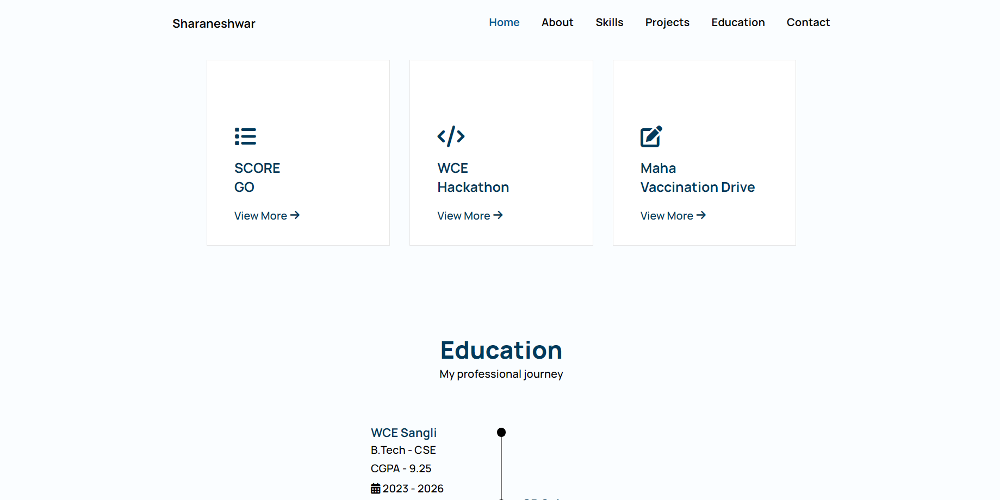 Sharaneshwar
Home About Skills Projects Education Contact
SCORE
GO
View More
WCE
Hackathon
View More
Maha
Vaccination Drive
View More
Education
My professional journey
WCE Sangli
B.Tech - CSE
CGPA - 9.25
2023 - 2026